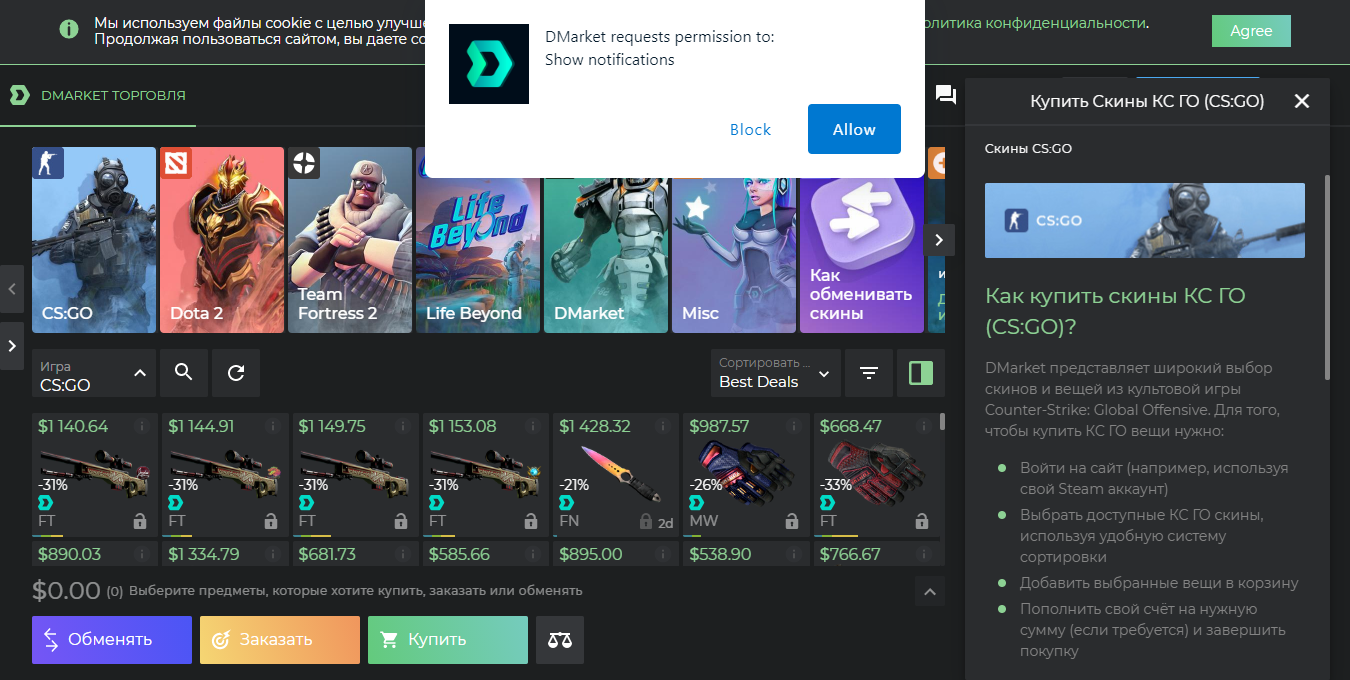 Мы используем файлы cookie с целью
Продолжая пользоваться сайтом, вы даете
политика конфиденциальности.
Agree
DMarket requests permission to:
Show notifications
Block
Allow
DMARKET ТОРГОВЛЯ
Купить Скины КС ГО (CS:GO)
Скины CS:GO
CS:GO
CS:GO
Dota 2
Team
Fortress 2
Life Beyond
Life Beyond
DMarket
Misc
Как
обменивать
скины
Как купить скины КС ГО
(CS:GO)?
DMarket представляет широкий выбор
скинов и вещей из культовой игры
Counter-Strike: Global Offensive. Для того,
чтобы купить КС ГО вещи нужно:
Войти на сайт (например, используя
свой Steam аккаунт)
Выбрать доступные КС ГО скины,
используя удобную систему
сортировки
Добавить выбранные вещи в корзину
Пополнить свой счёт на нужную
сумму (если требуется) и завершить
покупку
Игра
CS:GO
Сортировать ...
Best Deals
$1 140.64 $1 144.91 $1 149.75 $1 153.08 $1 428.32 $987.57 $668.47
-31% -31% -31% -31% -21% -26% -33%
FT FT FT FT FN 2d MW FT
$890.03 $1 334.79 $681.73 $585.66 $895.00 $538.90 $766.67
$0.00 (0) Выберите предметы, которые хотите купить, заказать или обменять
Обменять
Заказать
Купить